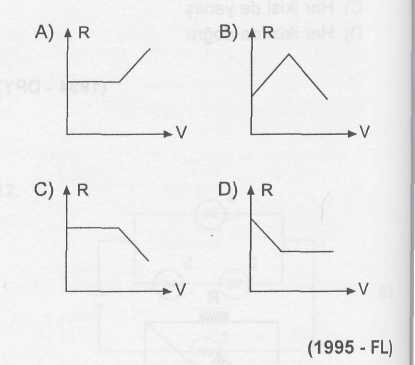 A) R B) R
V V
C) R D) R
V V
(1995 - FL)